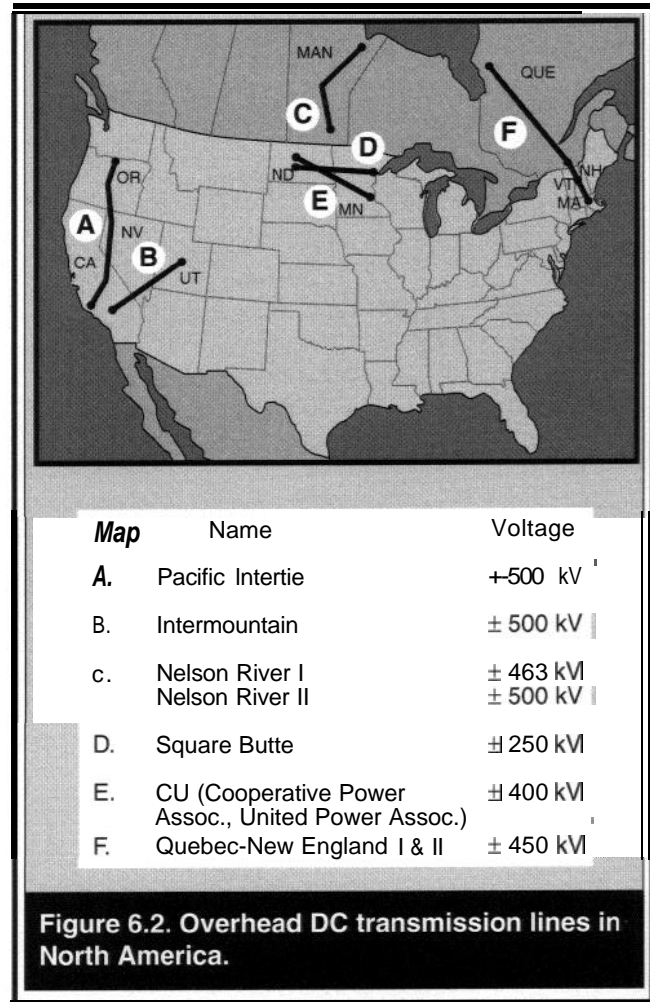 MAN
QUE
C
F
D
OR
ND
NH
VT
E
MN
MA
A
NV
B
CA
UT
Map Name Voltage
A. Pacific Intertie +-500 kV
B. Intermountain ± 500 kV
c. Nelson River I ± 463 kV
Nelson River II ± 500 kV
D. Square Butte ± 250 kV
E. CU (Cooperative Power ± 400 kV
Assoc., United Power Assoc.)
F. Quebec-New England I & II ± 450 kV
Figure 6.2. Overhead DC transmission lines in
North America.